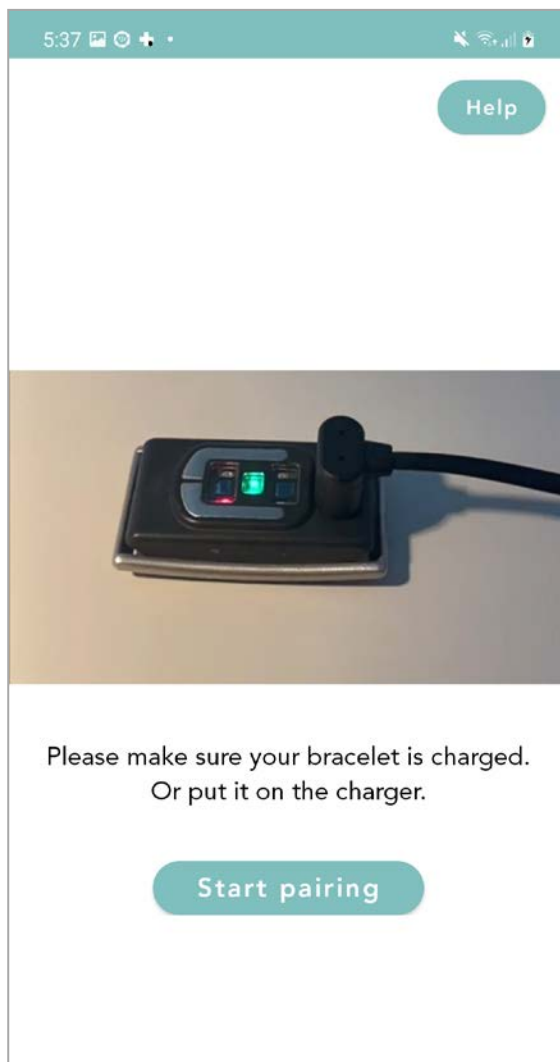 5:37
Help
Please make sure your bracelet is charged.
Or put it on the charger.
Start pairing